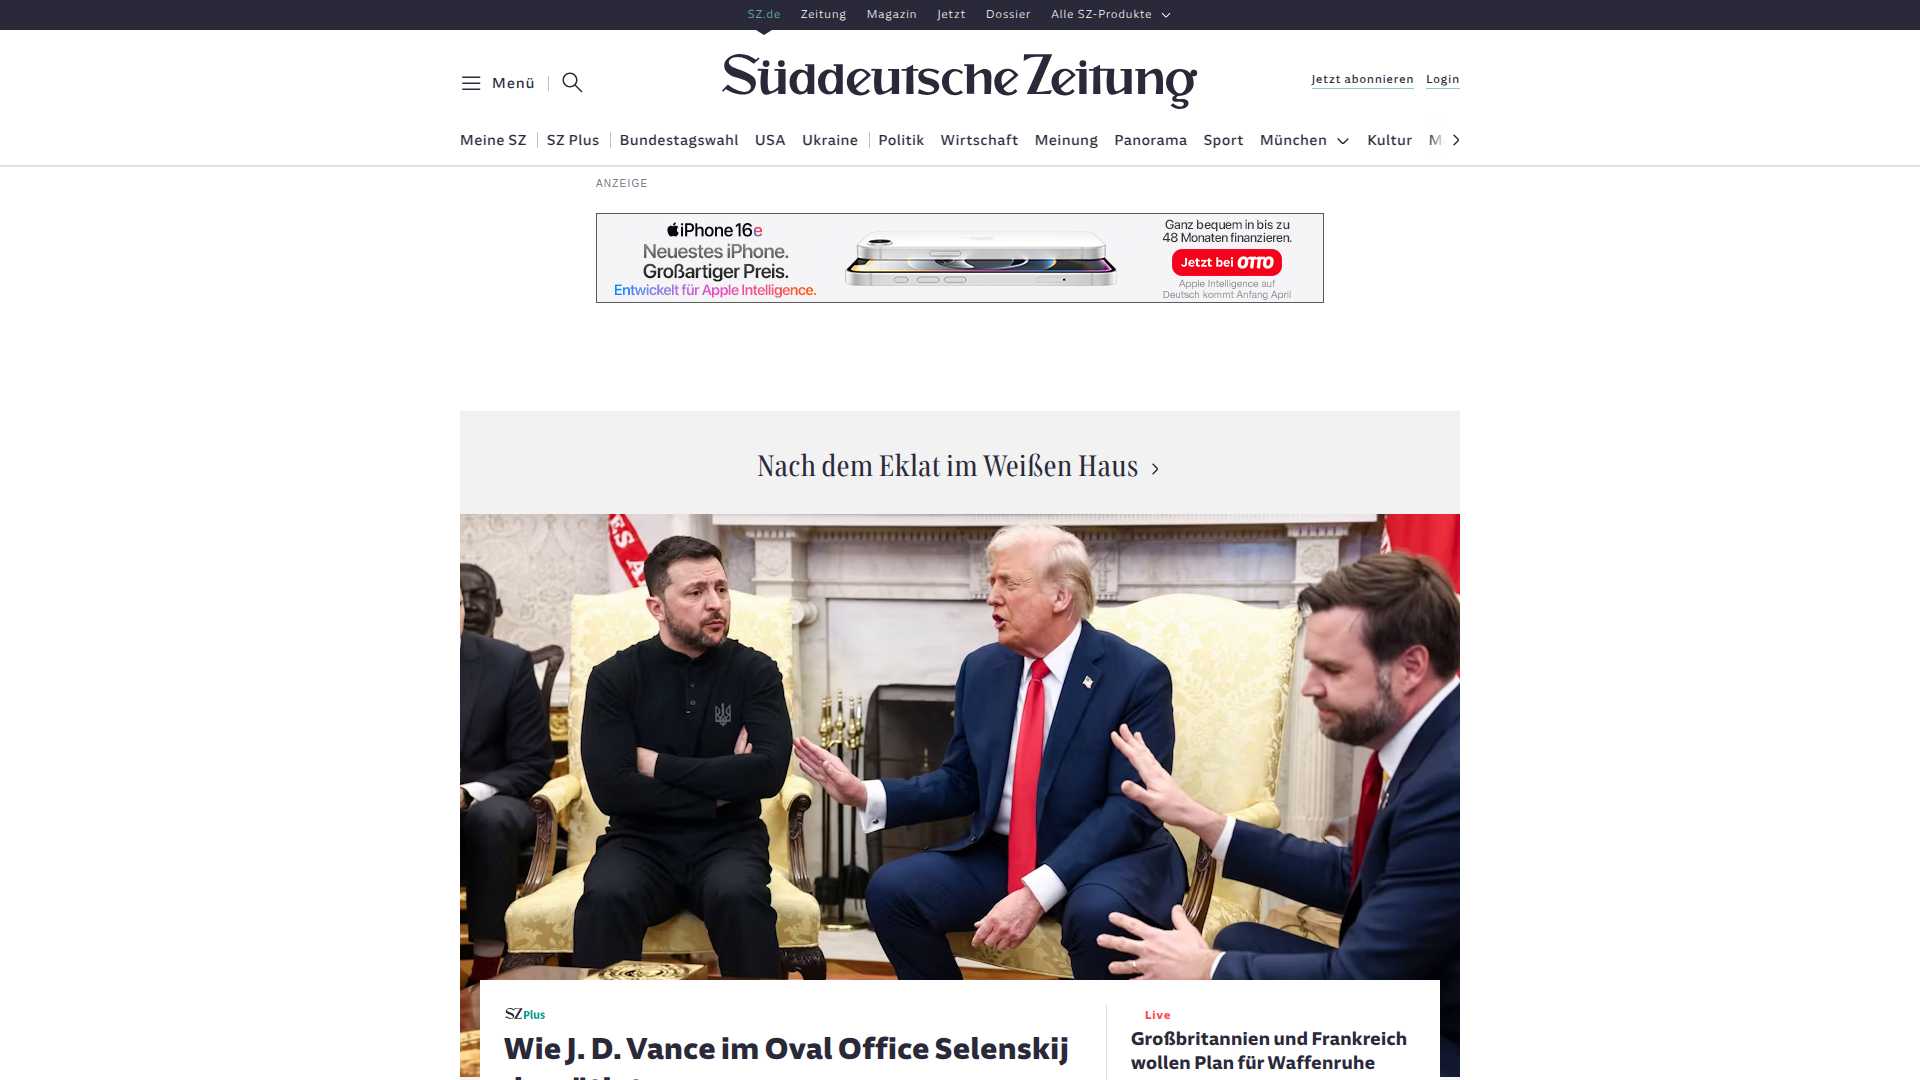 SZ.de Zeitung Magazin Jetzt Dossier Alle SZ-Produkte
Menü
Süddeutsche Zeitung
Jetzt abonnieren Login
Meine SZ SZ Plus Bundestagswahl USA Ukraine Politik Wirtschaft Meinung Panorama Sport München Kultur M
ANZEIGE
iPhone 16e
Neuestes iPhone.
Großartiger Preis.
Entwickelt für Apple Intelligence.
Ganz bequem in bis zu
48 Monaten finanzieren.
Jetzt bei OTTO
Apple Intelligence auf
Deutsch kommt Anfang April
Nach dem Eklat im Weißen Haus
SZ Plus
Wie J. D. Vance im Oval Office Selenskij
Live
Großbritannien und Frankreich
wollen Plan für Waffenruhe